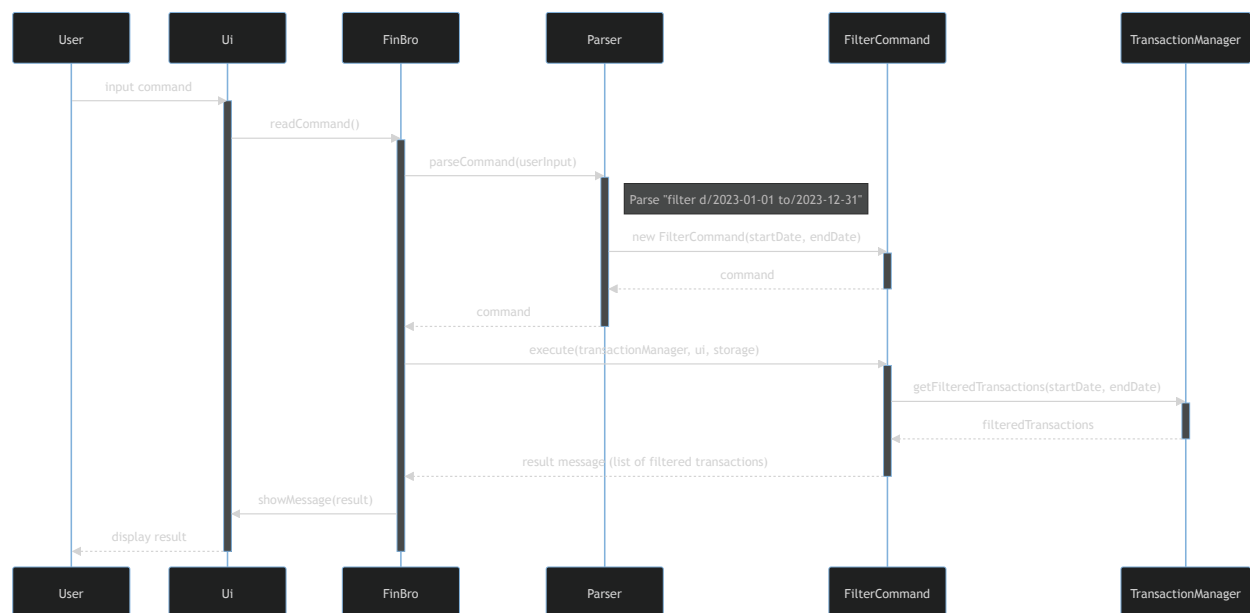 User
Ui
FinBro
Parser
FilterCommand
TransactionManager
input command
readCommand()
parseCommand(userInput)
Parse "filter d/2023-01-01 to/2023-12-31"
new FilterCommand(startDate, endDate)
command
command
execute(transactionManager, ui, storage)
getFilteredTransactions(startDate, endDate)
filteredTransactions
result message (list of filtered transactions)
showMessage(result)
display result
User
Ui
FinBro
Parser
FilterCommand
TransactionManager